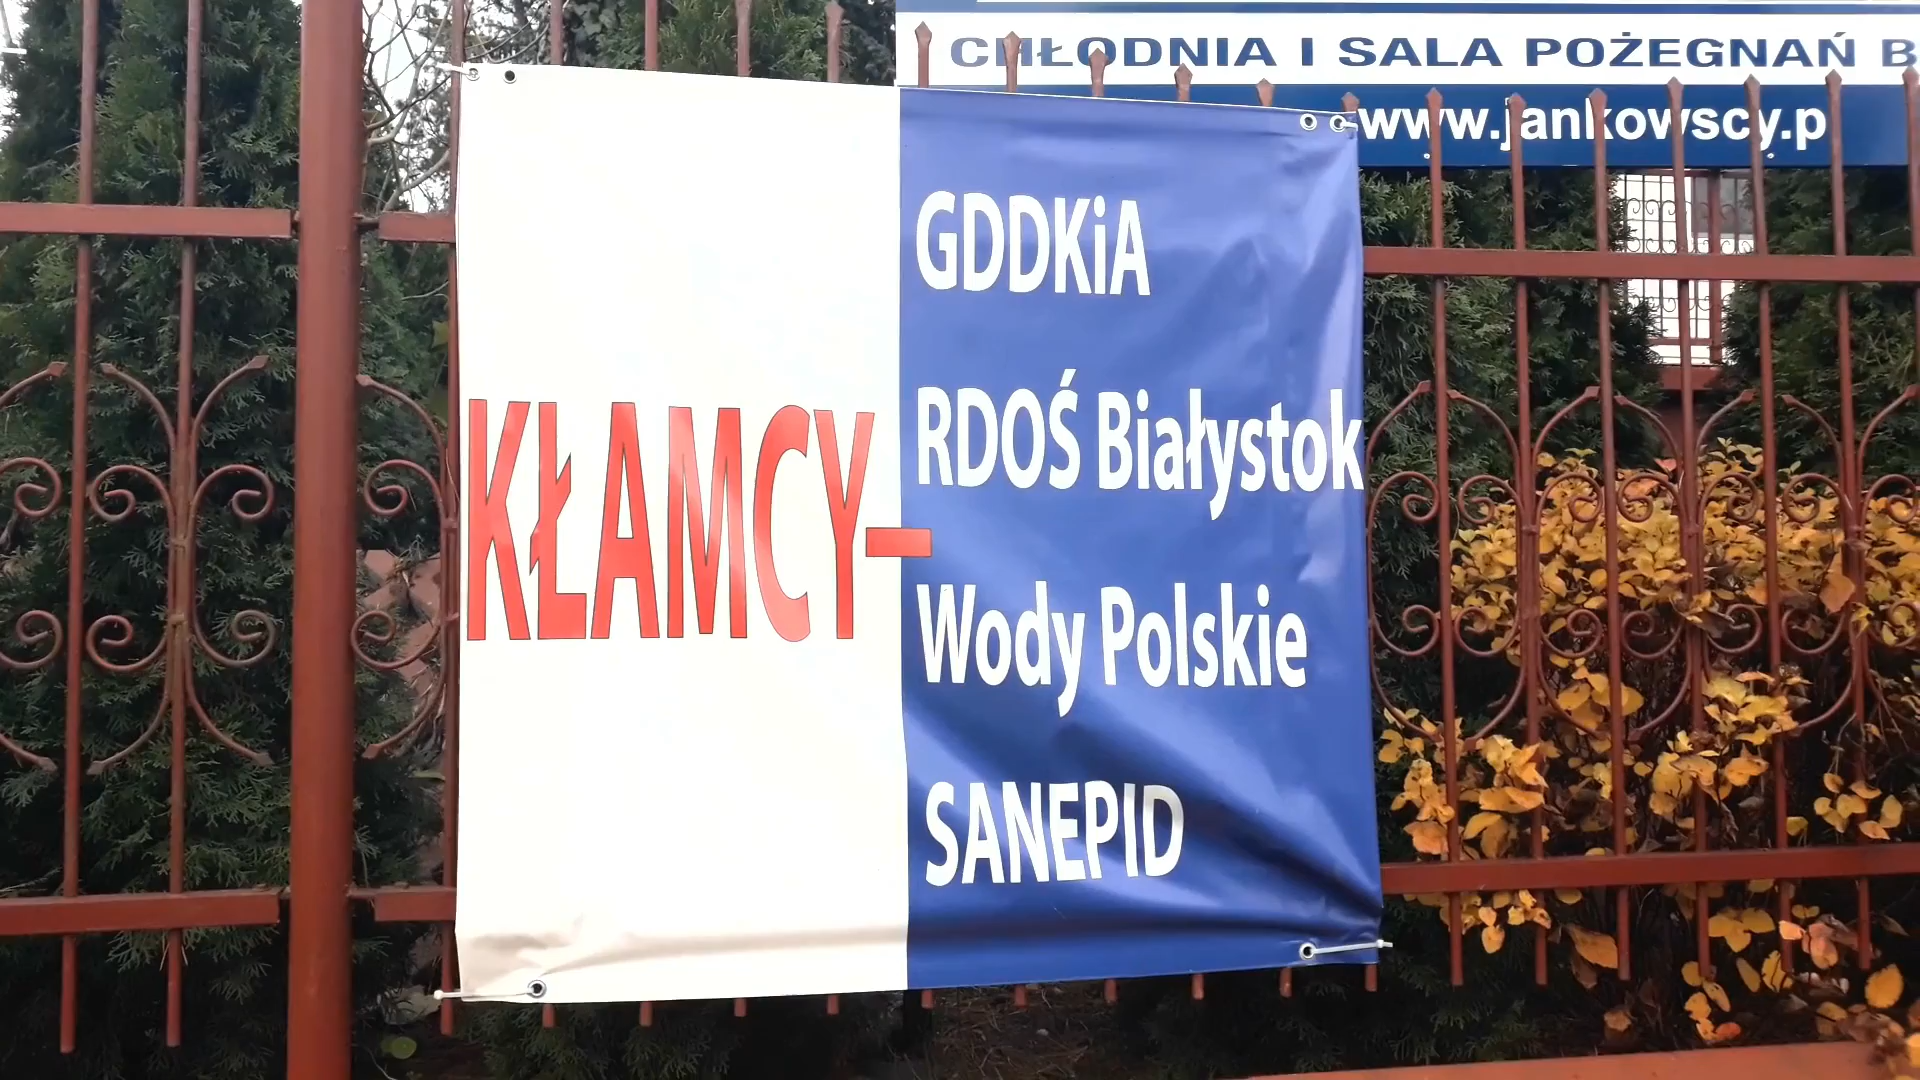 CHŁODNIA I SALA POŻEGNAŃ
www.jankowscy.p
KŁAMCY–
GDDKiA
RDOŚ Białystok
Wody Polskie
SANEPID